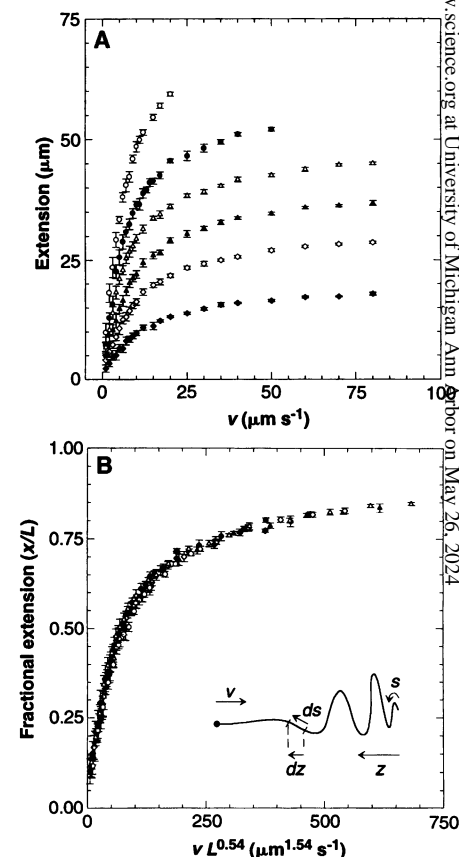 A
75
50
25
0
Extension (μm)
0 25 50 75 100
v (μm s⁻¹)
B
1.00
0.75
0.50
0.25
0.00
Fractional extension (x/L)
v
ds
s
dz
z
0 250 500 750
v L^0.54 (μm^1.54 s⁻¹)
science.org at University of Michigan Ann Arbor on May 26, 2024